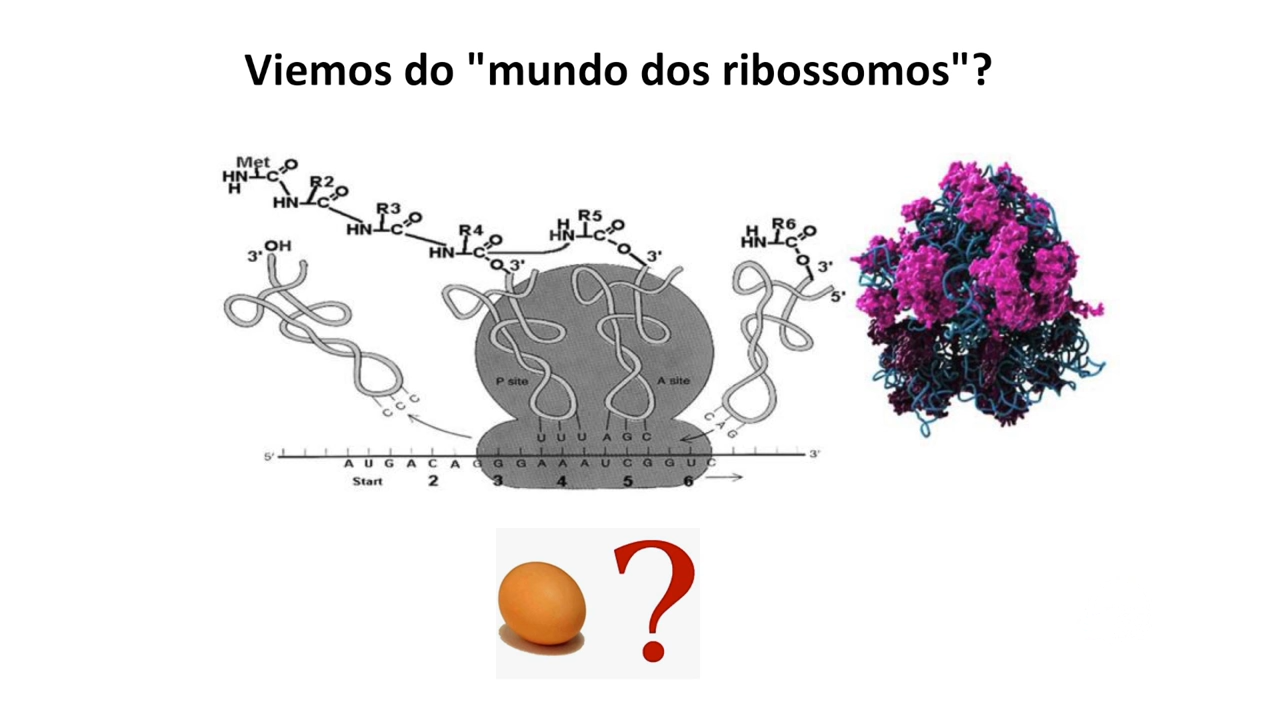 Viemos do "mundo dos ribossomos"?
Met
HN C O
H
R2
HN C O
R3
HN C O
R4
HN C O
O 3'
H R5
HN C O
O
3'
H R6
HN C O
O 3'
5'
3' OH
P site
A site
C C C
C A G
U U U A G C
5'
3'
A U G A C A G G G A A A U C G G U C
Start 2 3 4 5 6
?